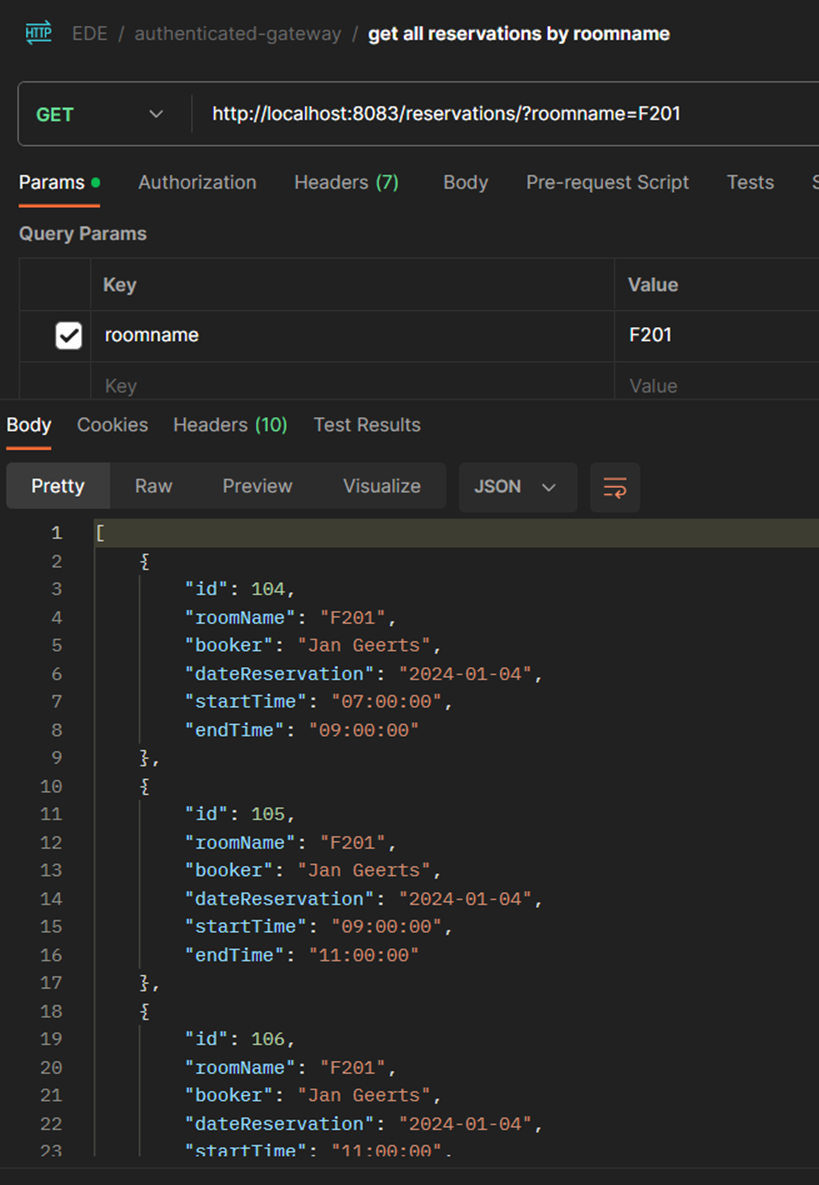 HTTP EDE / authenticated-gateway / get all reservations by roomname
GET http://localhost:8083/reservations/?roomname=F201
Params Authorization Headers (7) Body Pre-request Script Tests S
Query Params
Key Value
roomname F201
Key Value
Body Cookies Headers (10) Test Results
Pretty Raw Preview Visualize JSON
1 [
2 {
3 "id": 104,
4 "roomName": "F201",
5 "booker": "Jan Geerts",
6 "dateReservation": "2024-01-04",
7 "startTime": "07:00:00",
8 "endTime": "09:00:00"
9 },
10 {
11 "id": 105,
12 "roomName": "F201",
13 "booker": "Jan Geerts",
14 "dateReservation": "2024-01-04",
15 "startTime": "09:00:00",
16 "endTime": "11:00:00"
17 },
18 {
19 "id": 106,
20 "roomName": "F201",
21 "booker": "Jan Geerts",
22 "dateReservation": "2024-01-04",
23 "startTime": "11:00:00",